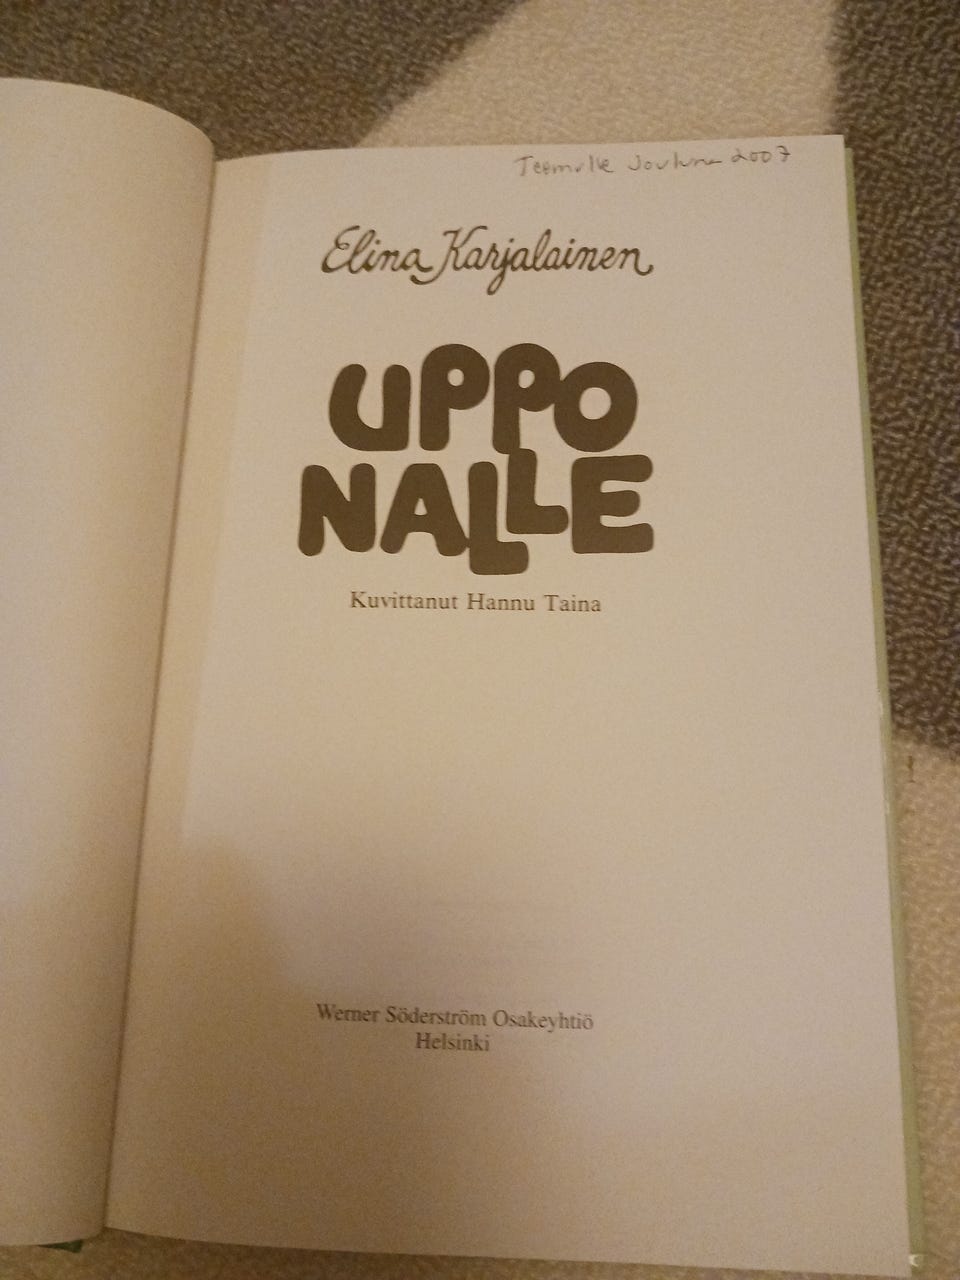 Teemulle Jouluna 2007
Elina Karjalainen
UPPO
NALLE
Kuvittanut Hannu Taina
Werner Söderström Osakeyhtiö
Helsinki